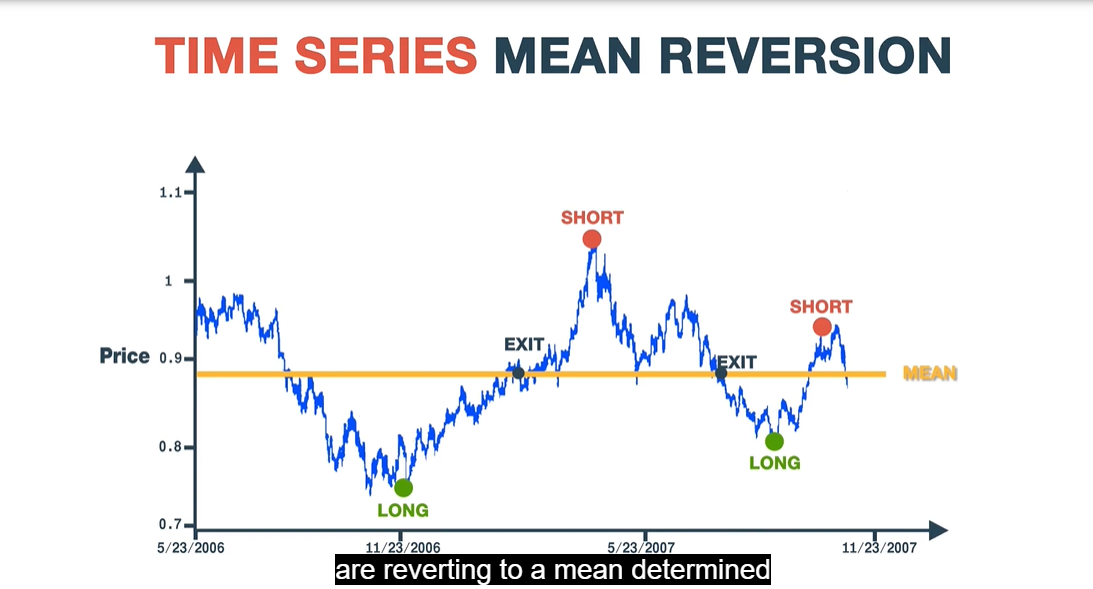 TIME SERIES MEAN REVERSION
1.1
SHORT
1
SHORT
EXIT
Price 0.9
EXIT
MEAN
0.8
LONG
LONG
0.7
5/23/2006 11/23/2006 5/23/2007 11/23/2007
are reverting to a mean determined